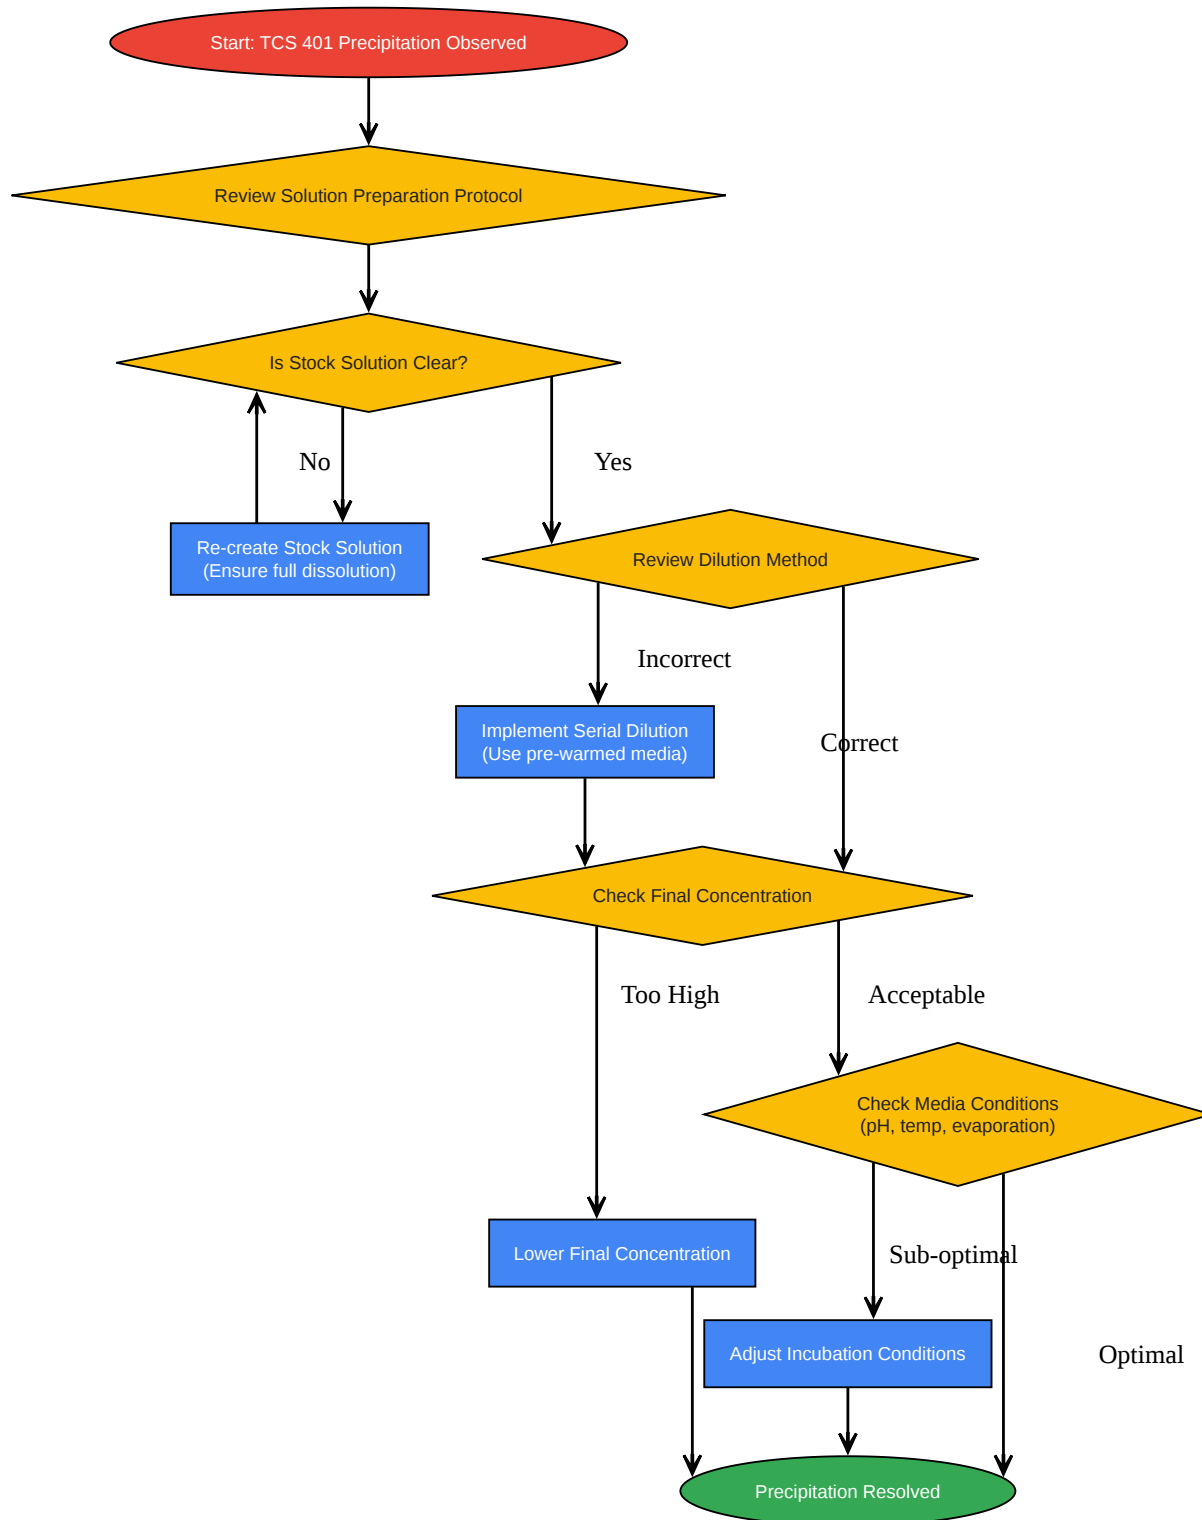 Start: TCS 401 Precipitation Observed
Review Solution Preparation Protocol
Is Stock Solution Clear?
No
Yes
Re-create Stock Solution
(Ensure full dissolution)
Review Dilution Method
Incorrect
Implement Serial Dilution
(Use pre-warmed media)
Correct
Check Final Concentration
Too High
Acceptable
Check Media Conditions
(pH, temp, evaporation)
Lower Final Concentration
Sub-optimal
Adjust Incubation Conditions
Optimal
Precipitation Resolved